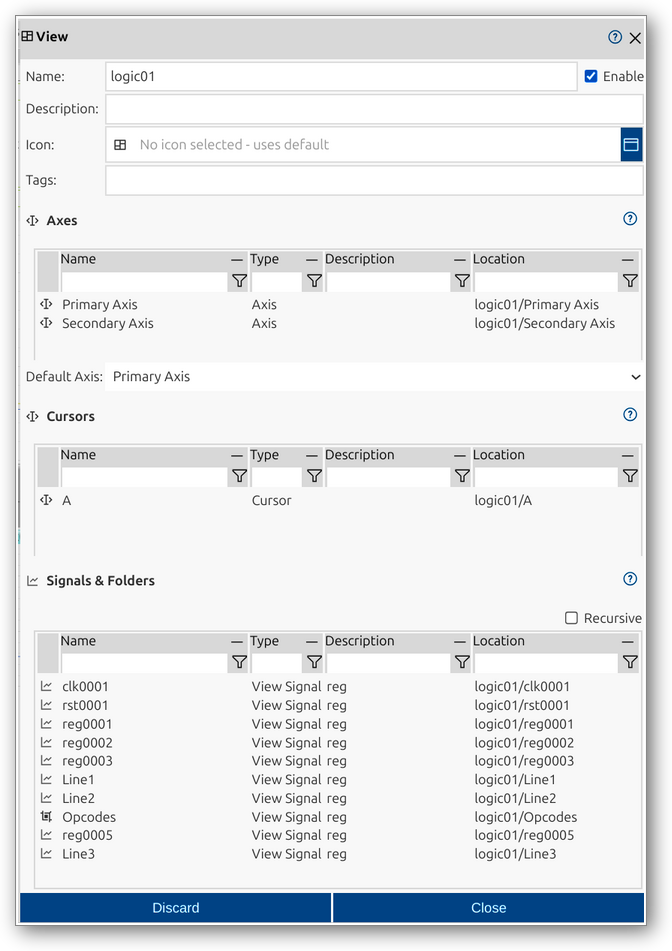 View
Name: logic01 Enable
Description:
Icon: No icon selected - uses default
Tags:
Axes
Name Type Description Location
Primary Axis Axis logic01/Primary Axis
Secondary Axis Axis logic01/Secondary Axis
Default Axis: Primary Axis
Cursors
Name Type Description Location
A Cursor logic01/A
Signals & Folders
Recursive
Name Type Description Location
clk0001 View Signal reg logic01/clk0001
rst0001 View Signal reg logic01/rst0001
reg0001 View Signal reg logic01/reg0001
reg0002 View Signal reg logic01/reg0002
reg0003 View Signal reg logic01/reg0003
Line1 View Signal reg logic01/Line1
Line2 View Signal reg logic01/Line2
Opcodes View Signal reg logic01/Opcodes
reg0005 View Signal reg logic01/reg0005
Line3 View Signal reg logic01/Line3
Discard Close